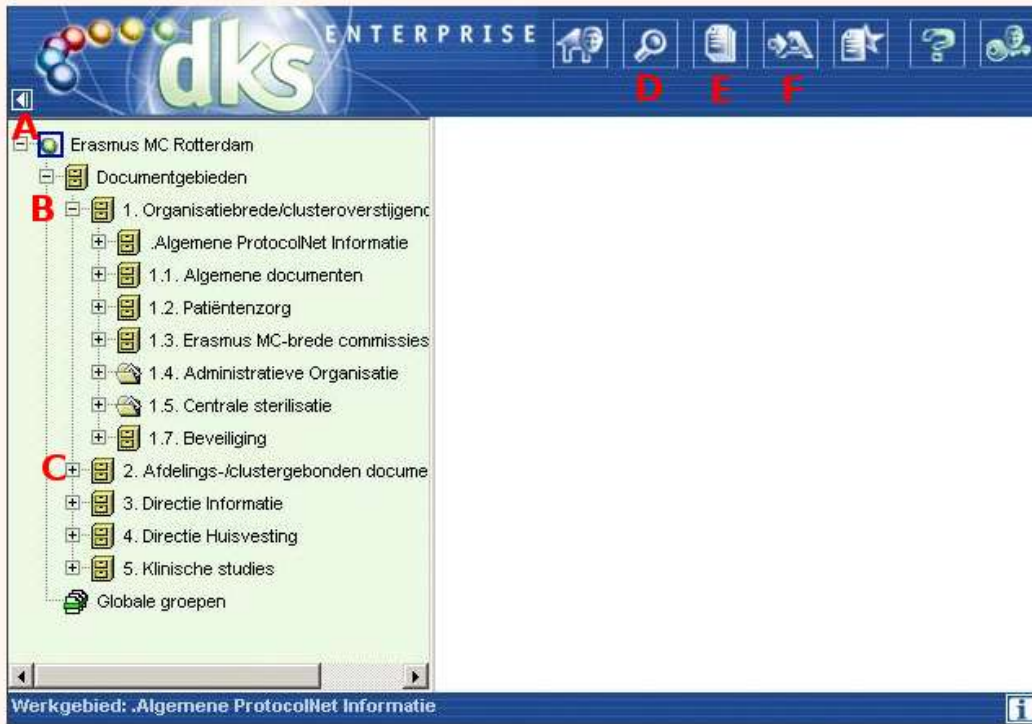 dks ENTERPRISE
D E F
A
Erasmus MC Rotterdam
Documentgebieden
B
1. Organisatiebrede/clusteroverstijgend
.Algemene ProtocolNet Informatie
1.1. Algemene documenten
1.2. Patiëntenzorg
1.3. Erasmus MC-brede commissies
1.4. Administratieve Organisatie
1.5. Centrale sterilisatie
1.7. Beveiliging
C
2. Afdelings-/clustergebonden docume
3. Directie Informatie
4. Directie Huisvesting
5. Klinische studies
Globale groepen
Werkgebied: .Algemene ProtocolNet Informatie